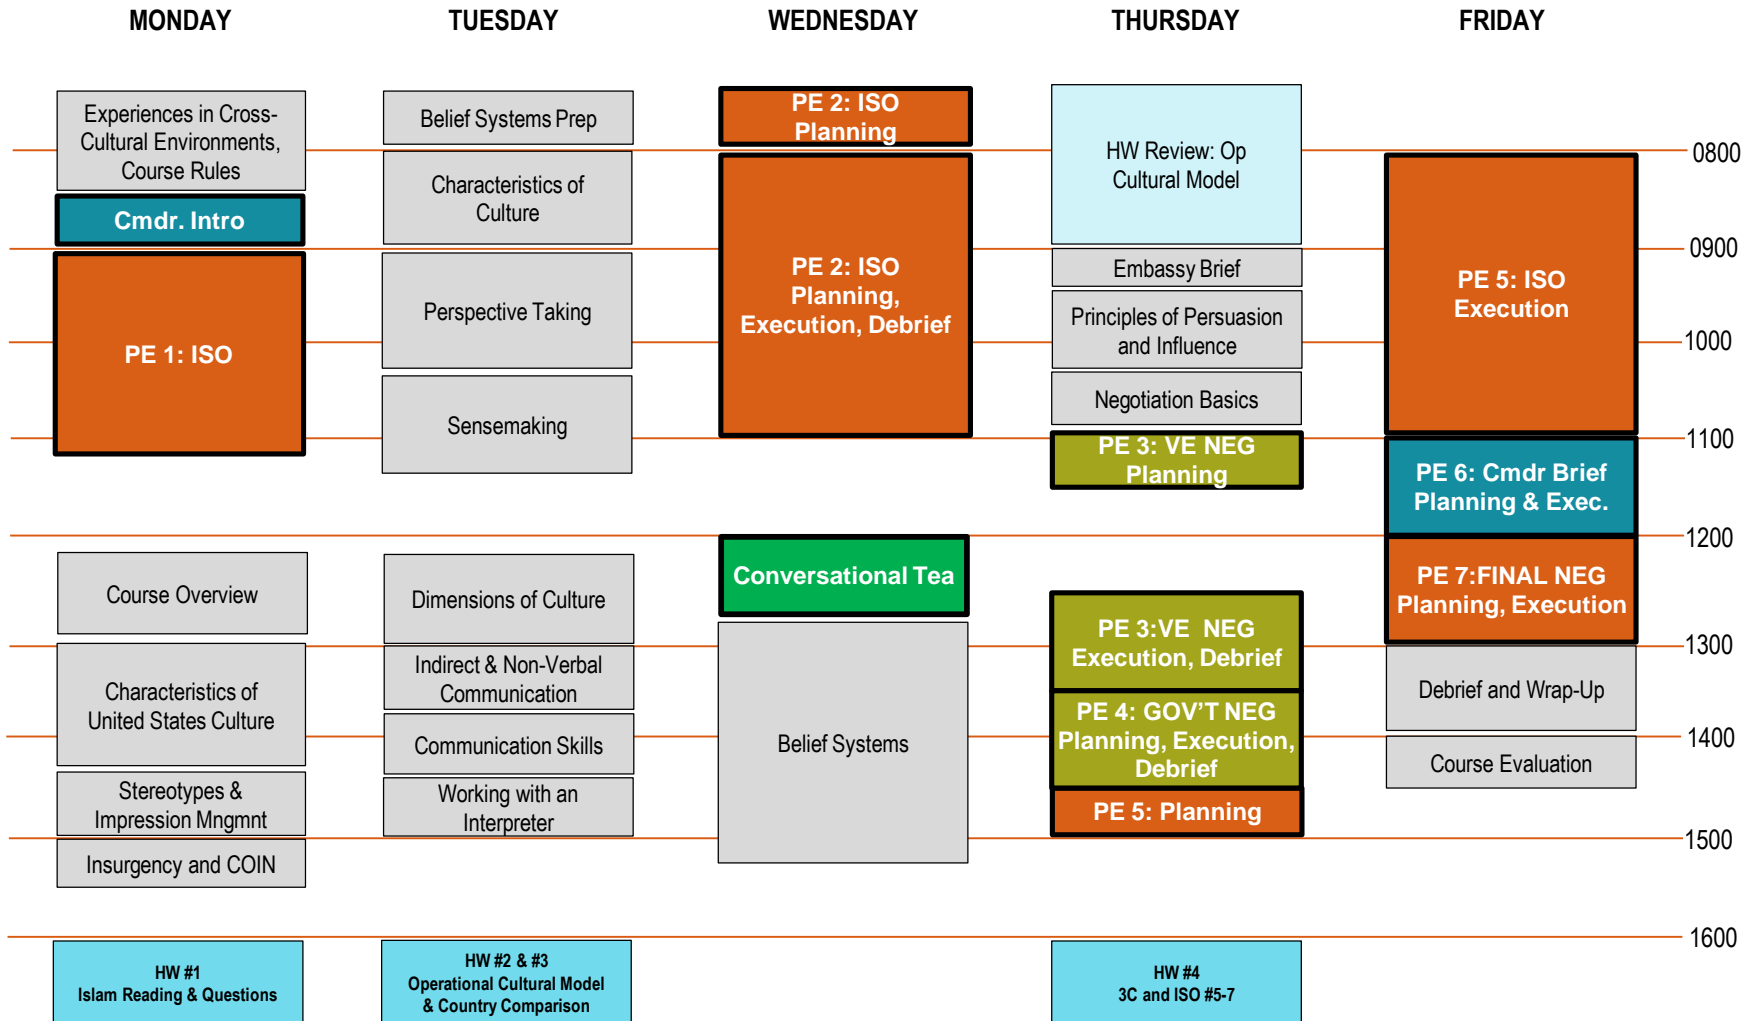 MONDAY
TUESDAY
WEDNESDAY
THURSDAY
FRIDAY
Experiences in Cross-
Cultural Environments,
Course Rules
Cmdr. Intro
PE 1: ISO
Course Overview
Characteristics of
United States Culture
Stereotypes &
Impression Mngmnt
Insurgency and COIN
HW #1
Islam Reading & Questions
Belief Systems Prep
Characteristics of
Culture
Perspective Taking
Sensemaking
Dimensions of Culture
Indirect & Non-Verbal
Communication
Communication Skills
Working with an
Interpreter
HW #2 & #3
Operational Cultural Model
& Country Comparison
PE 2: ISO
Planning
PE 2: ISO
Planning,
Execution, Debrief
Conversational Tea
Belief Systems
HW Review: Op
Cultural Model
Embassy Brief
Principles of Persuasion
and Influence
Negotiation Basics
PE 3: VE NEG
Planning
PE 3:VE NEG
Execution, Debrief
PE 4: GOV’T NEG
Planning, Execution,
Debrief
PE 5: Planning
HW #4
3C and ISO #5-7
PE 5: ISO
Execution
PE 6: Cmdr Brief
Planning & Exec.
PE 7:FINAL NEG
Planning, Execution
Debrief and Wrap-Up
Course Evaluation
0800
0900
1000
1100
1200
1300
1400
1500
1600